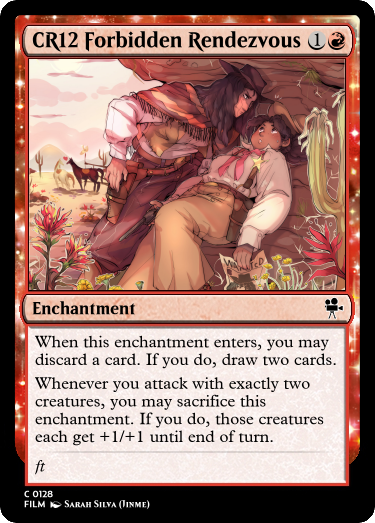 CR12 Forbidden Rendezvous 1
Enchantment
When this enchantment enters, you may
discard a card. If you do, draw two cards.
Whenever you attack with exactly two
creatures, you may sacrifice this
enchantment. If you do, those creatures
each get +1/+1 until end of turn.
ft
C 0128
FILM Sarah Silva (Jinme)